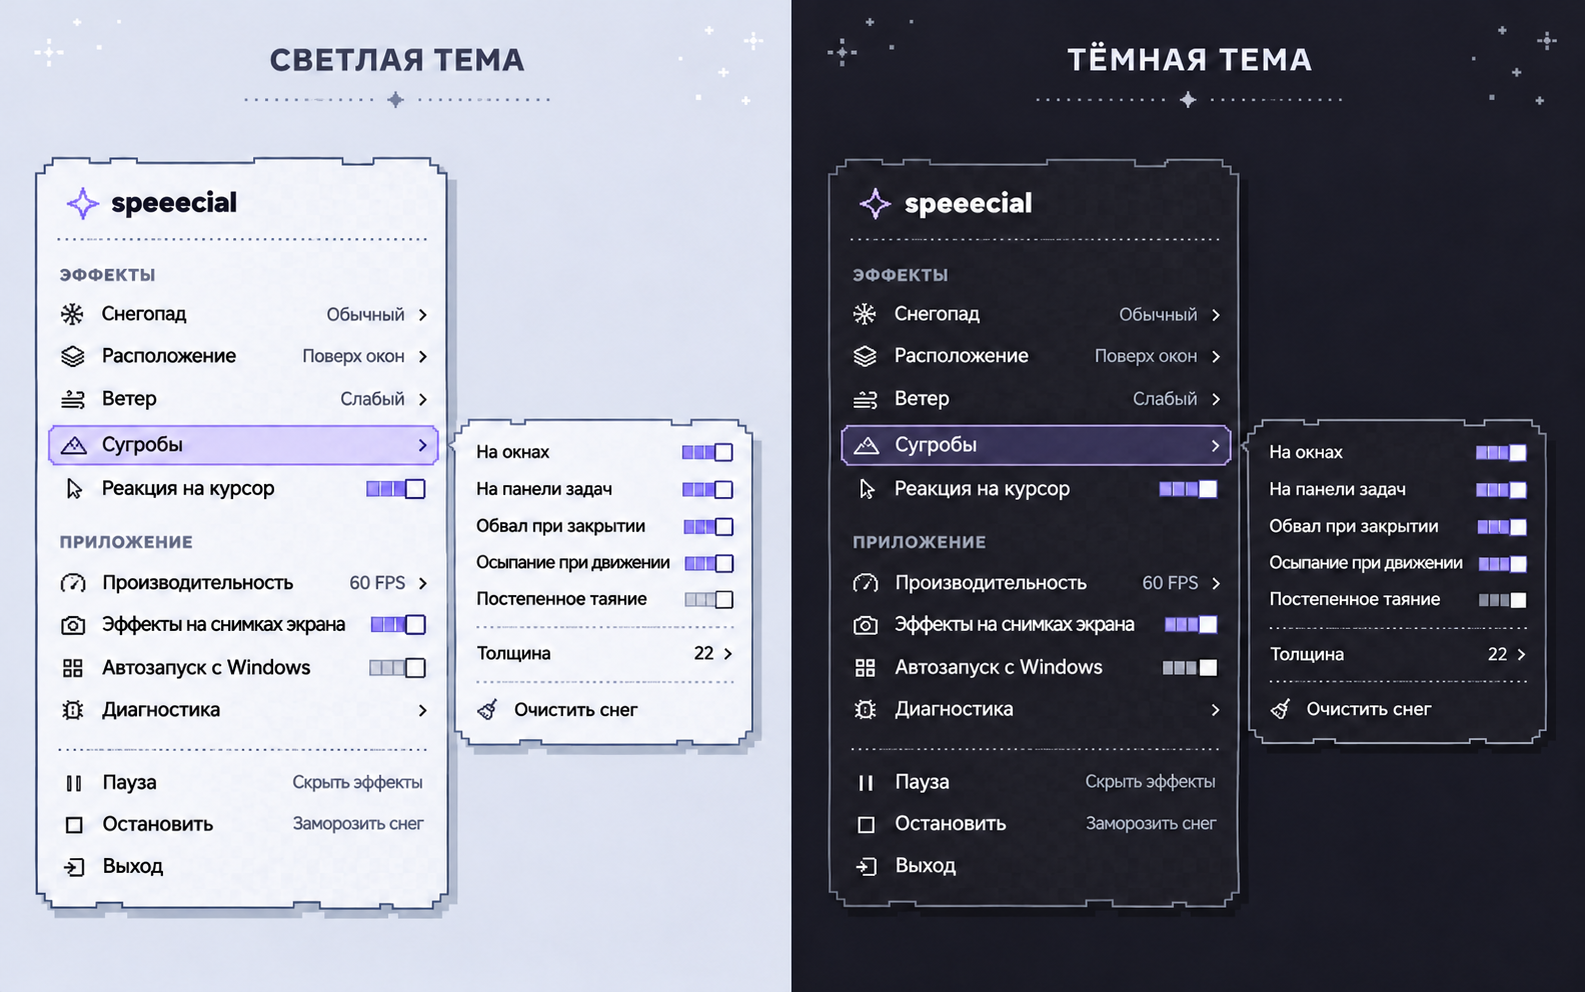 СВЕТЛАЯ ТЕМА
speeecial
ЭФФЕКТЫ
Снегопад Обычный
Расположение Поверх окон
Ветер Слабый
Сугробы
Реакция на курсор
ПРИЛОЖЕНИЕ
Производительность 60 FPS
Эффекты на снимках экрана
Автозапуск с Windows
Диагностика
Пауза Скрыть эффекты
Остановить Заморозить снег
Выход
На окнах
На панели задач
Обвал при закрытии
Осыпание при движении
Постепенное таяние
Толщина 22
Очистить снег
ТЁМНАЯ ТЕМА
speeecial
ЭФФЕКТЫ
Снегопад Обычный
Расположение Поверх окон
Ветер Слабый
Сугробы
Реакция на курсор
ПРИЛОЖЕНИЕ
Производительность 60 FPS
Эффекты на снимках экрана
Автозапуск с Windows
Диагностика
Пауза Скрыть эффекты
Остановить Заморозить снег
Выход
На окнах
На панели задач
Обвал при закрытии
Осыпание при движении
Постепенное таяние
Толщина 22
Очистить снег